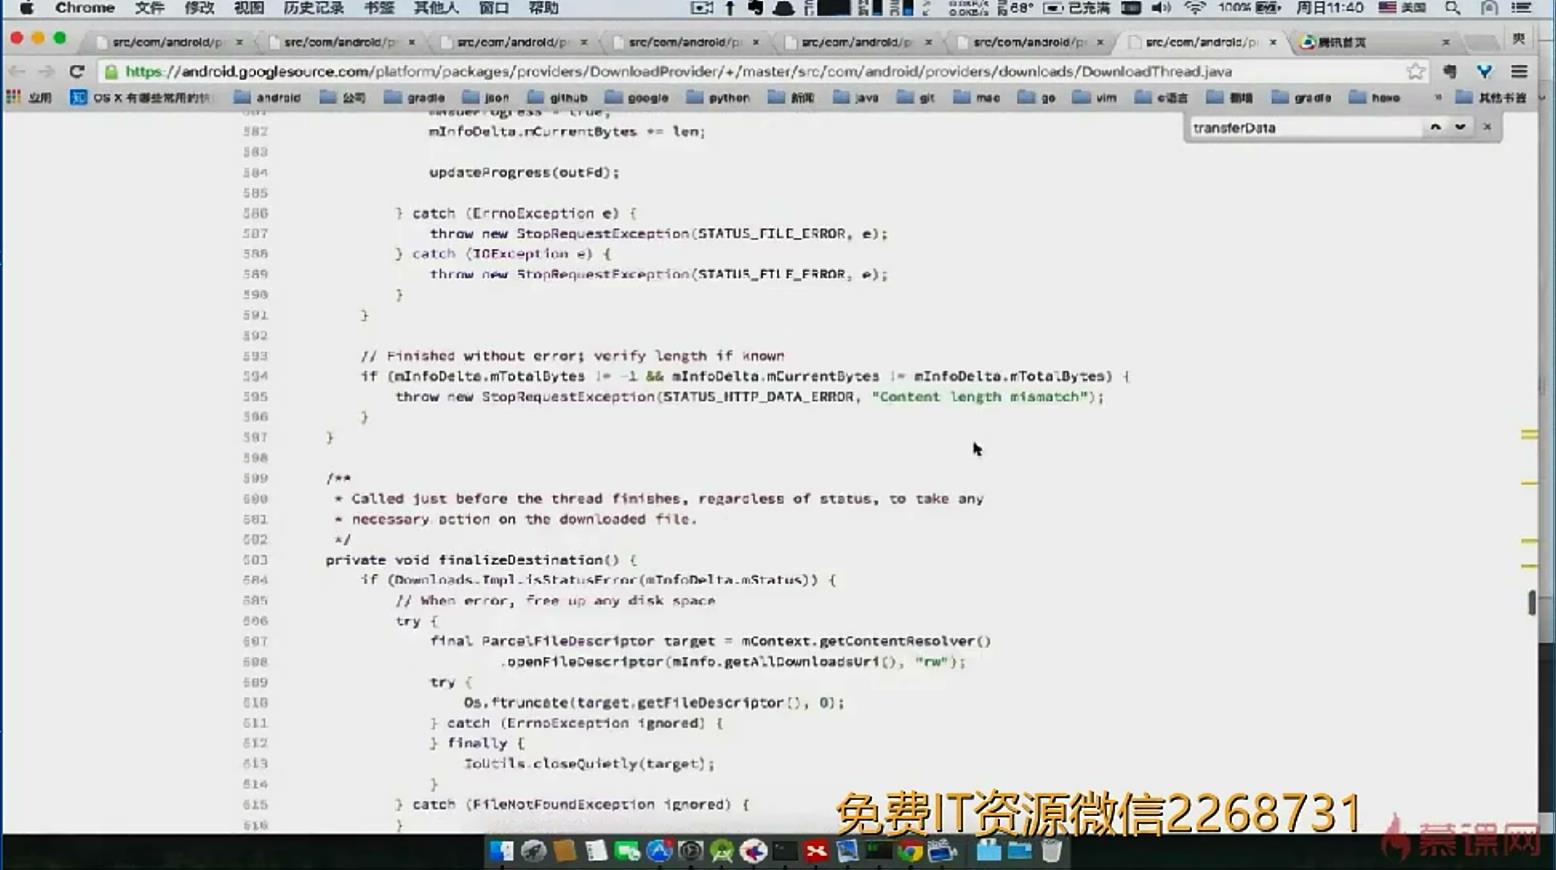 Chrome 文件 修改 视图 历史记录 书签 其他人 窗口 帮助 68° 已充满 100% 周日11:40 美国
src/com/android/p src/com/android/p src/com/android/p src/com/android/p src/com/android/p src/com/android/p src/com/android/p 腾讯首页
https://android.googlesource.com/platform/packages/providers/DownloadProvider/+/master/src/com/android/providers/downloads/DownloadThread.java
应用 OS X 有哪些常用的 android 公司 gradle json github google python 新闻 java git mac go vim c语言 翻墙 gradle hexo 其他书签
transferData
582 mInfoDelta.mCurrentBytes += len;
583
584 updateProgress(outFd);
585
586 } catch (ErrnoException e) {
587 throw new StopRequestException(STATUS_FILE_ERROR, e);
588 } catch (IOException e) {
589 throw new StopRequestException(STATUS_FILE_ERROR, e);
590 }
591 }
592
593 // Finished without error; verify length if known
594 if (mInfoDelta.mTotalBytes != -1 && mInfoDelta.mCurrentBytes != mInfoDelta.mTotalBytes) {
595 throw new StopRequestException(STATUS_HTTP_DATA_ERROR, "Content length mismatch");
596 }
597 }
598
599 /**
600 * Called just before the thread finishes, regardless of status, to take any
601 * necessary action on the downloaded file.
602 */
603 private void finalizeDestination() {
604 if (Downloads.Impl.isStatusError(mInfoDelta.mStatus)) {
605 // When error, free up any disk space
606 try {
607 final ParcelFileDescriptor target = mContext.getContentResolver()
608 .openFileDescriptor(mInfo.getAllDownloadsUri(), "rw");
609 try {
610 Os.ftruncate(target.getFileDescriptor(), 0);
611 } catch (ErrnoException ignored) {
612 } finally {
613 IoUtils.closeQuietly(target);
614 }
615 } catch (FileNotFoundException ignored) {
616 }
免费IT资源微信2268731
慕课网